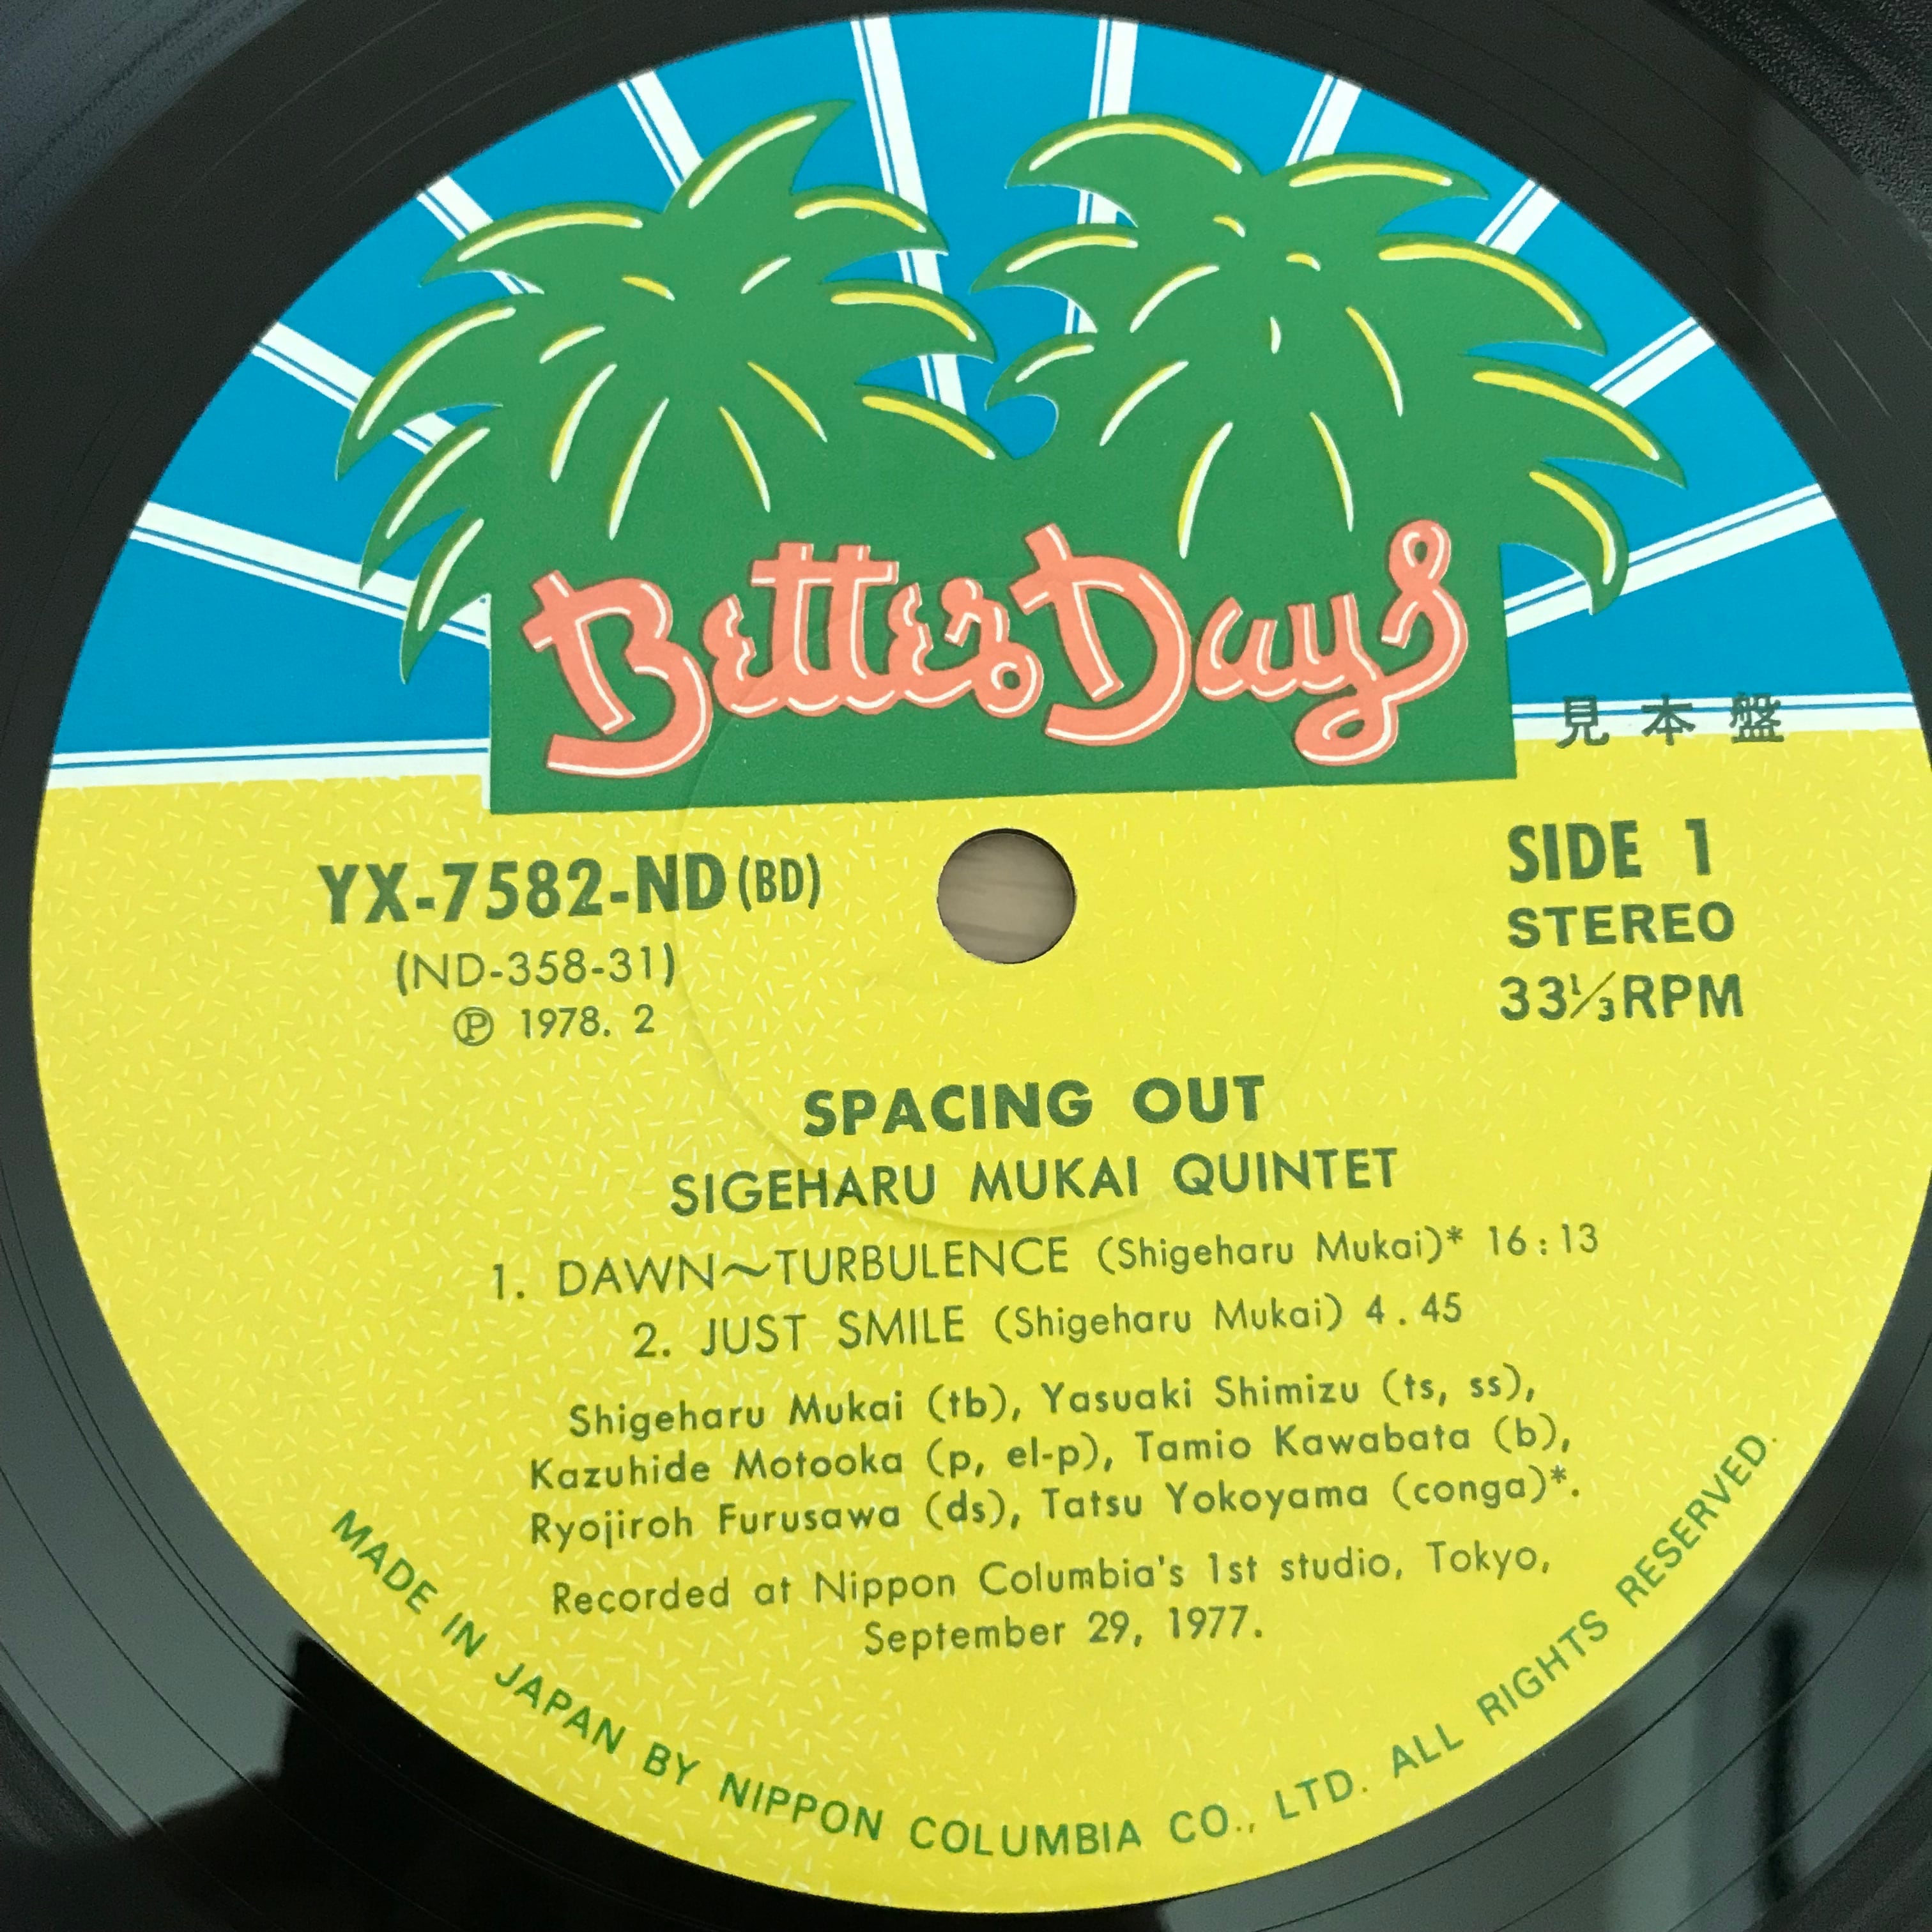 Better Days
見本盤
YX-7582-ND (BD)
(ND-358-31)
Ⓟ 1978. 2
SIDE 1
STEREO
33⅓RPM
SPACING OUT
SIGEHARU MUKAI QUINTET
1. DAWN〜TURBULENCE (Shigeharu Mukai)* 16:13
2. JUST SMILE (Shigeharu Mukai) 4.45
Shigeharu Mukai (tb), Yasuaki Shimizu (ts, ss),
Kazuhide Motooka (p, el-p), Tamio Kawabata (b),
Ryojiroh Furusawa (ds), Tatsu Yokoyama (conga)*.
Recorded at Nippon Columbia's 1st studio, Tokyo,
September 29, 1977.
MADE IN JAPAN BY NIPPON COLUMBIA CO., LTD. ALL RIGHTS RESERVED.